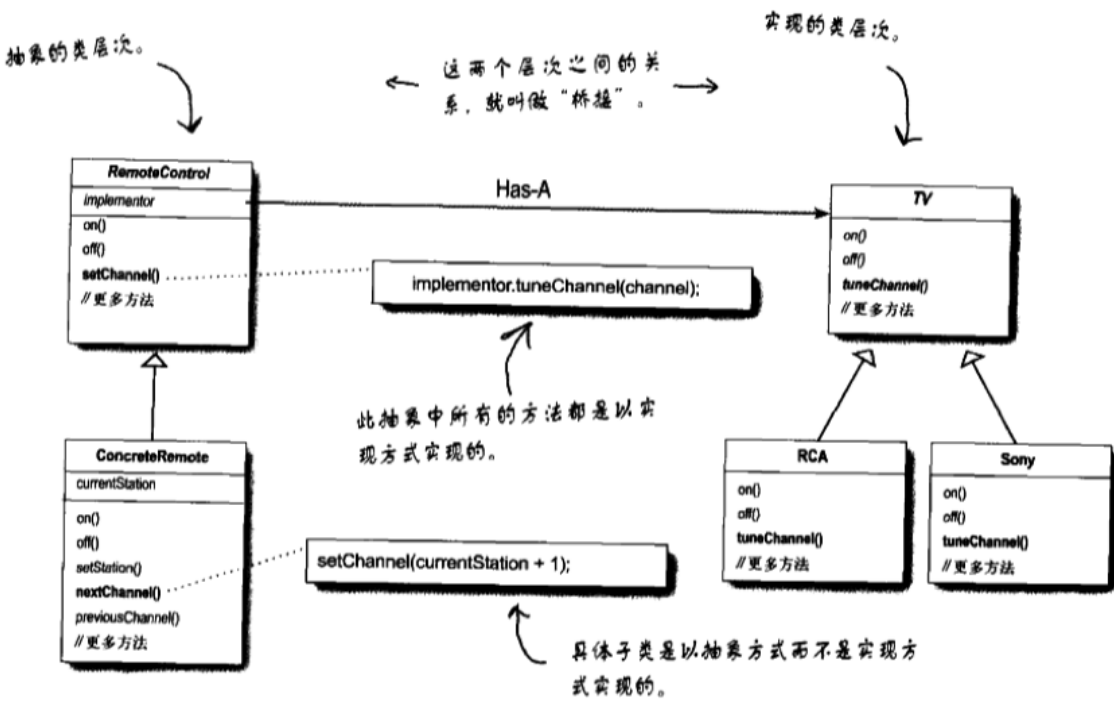 抽象的类层次。
这两个层次之间的关
系，就叫做“桥接”。
实现的类层次。
RemoteControl
implementor
on()
off()
setChannel()
//更多方法
Has-A
implementor.tuneChannel(channel);
TV
on()
off()
tuneChannel()
//更多方法
此抽象中所有的方法都是以实
现方式实现的。
ConcreteRemote
currentStation
on()
off()
setStation()
nextChannel()
previousChannel()
//更多方法
setChannel(currentStation + 1);
RCA
on()
off()
tuneChannel()
//更多方法
Sony
on()
off()
tuneChannel()
//更多方法
具体子类是以抽象方式而不是实现方
式实现的。